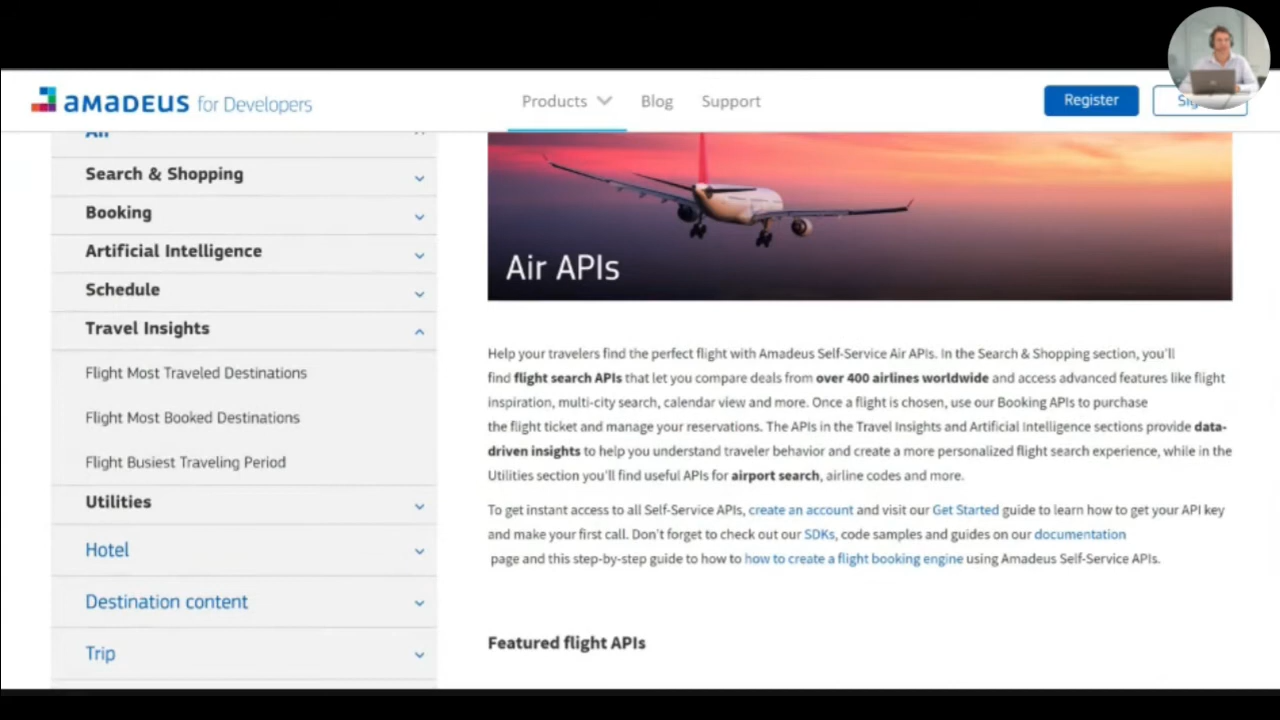 amadeus for Developers
Products
Blog
Support
Register
Air
Search & Shopping
Booking
Artificial Intelligence
Schedule
Travel Insights
Flight Most Traveled Destinations
Flight Most Booked Destinations
Flight Busiest Traveling Period
Utilities
Hotel
Destination content
Trip
Air APIs
Help your travelers find the perfect flight with Amadeus Self-Service Air APIs. In the Search & Shopping section, you'll
find flight search APIs that let you compare deals from over 400 airlines worldwide and access advanced features like flight
inspiration, multi-city search, calendar view and more. Once a flight is chosen, use our Booking APIs to purchase
the flight ticket and manage your reservations. The APIs in the Travel Insights and Artificial Intelligence sections provide data-
driven insights to help you understand traveler behavior and create a more personalized flight search experience, while in the
Utilities section you'll find useful APIs for airport search, airline codes and more.
To get instant access to all Self-Service APIs, create an account and visit our Get Started guide to learn how to get your API key
and make your first call. Don't forget to check out our SDKs, code samples and guides on our documentation
page and this step-by-step guide to how to how to create a flight booking engine using Amadeus Self-Service APIs.
Featured flight APIs